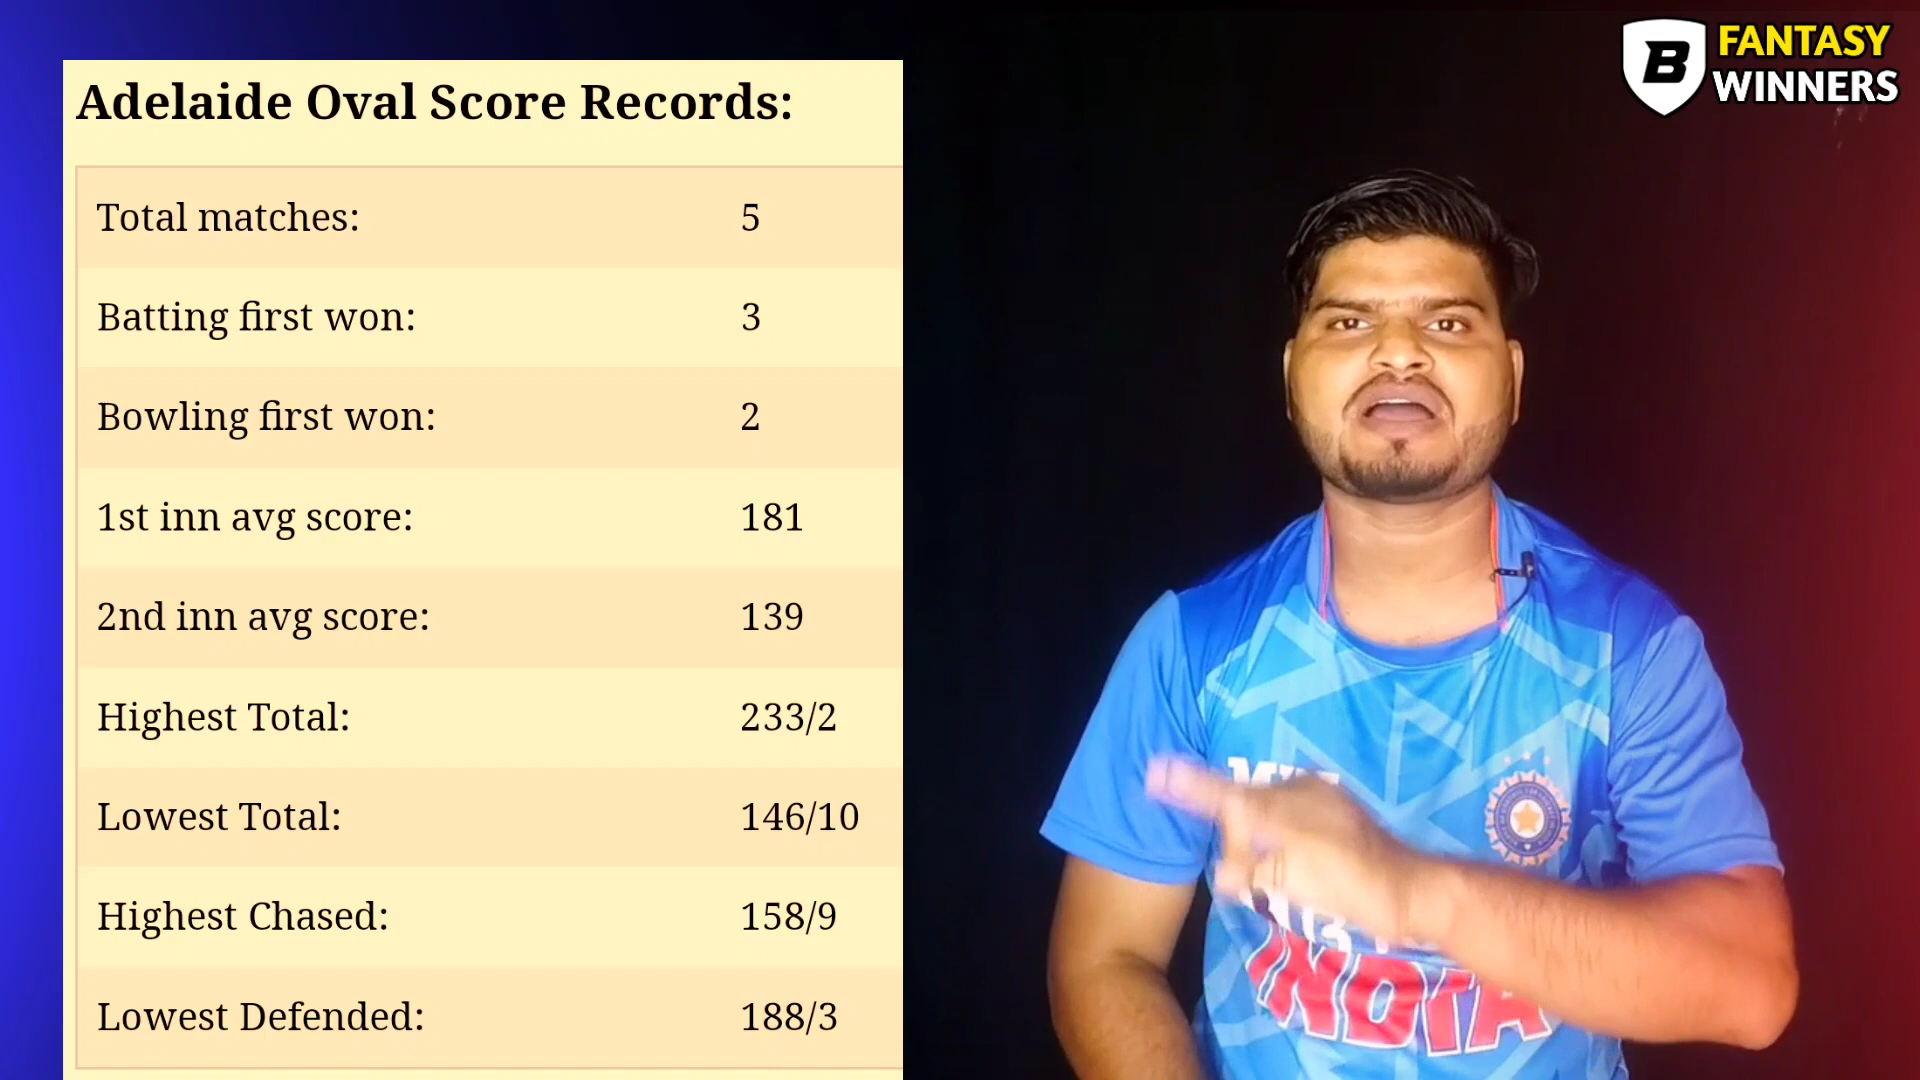 Adelaide Oval Score Records:
Total matches: 5
Batting first won: 3
Bowling first won: 2
1st inn avg score: 181
2nd inn avg score: 139
Highest Total: 233/2
Lowest Total: 146/10
Highest Chased: 158/9
Lowest Defended: 188/3
B FANTASY
WINNERS
INDIA